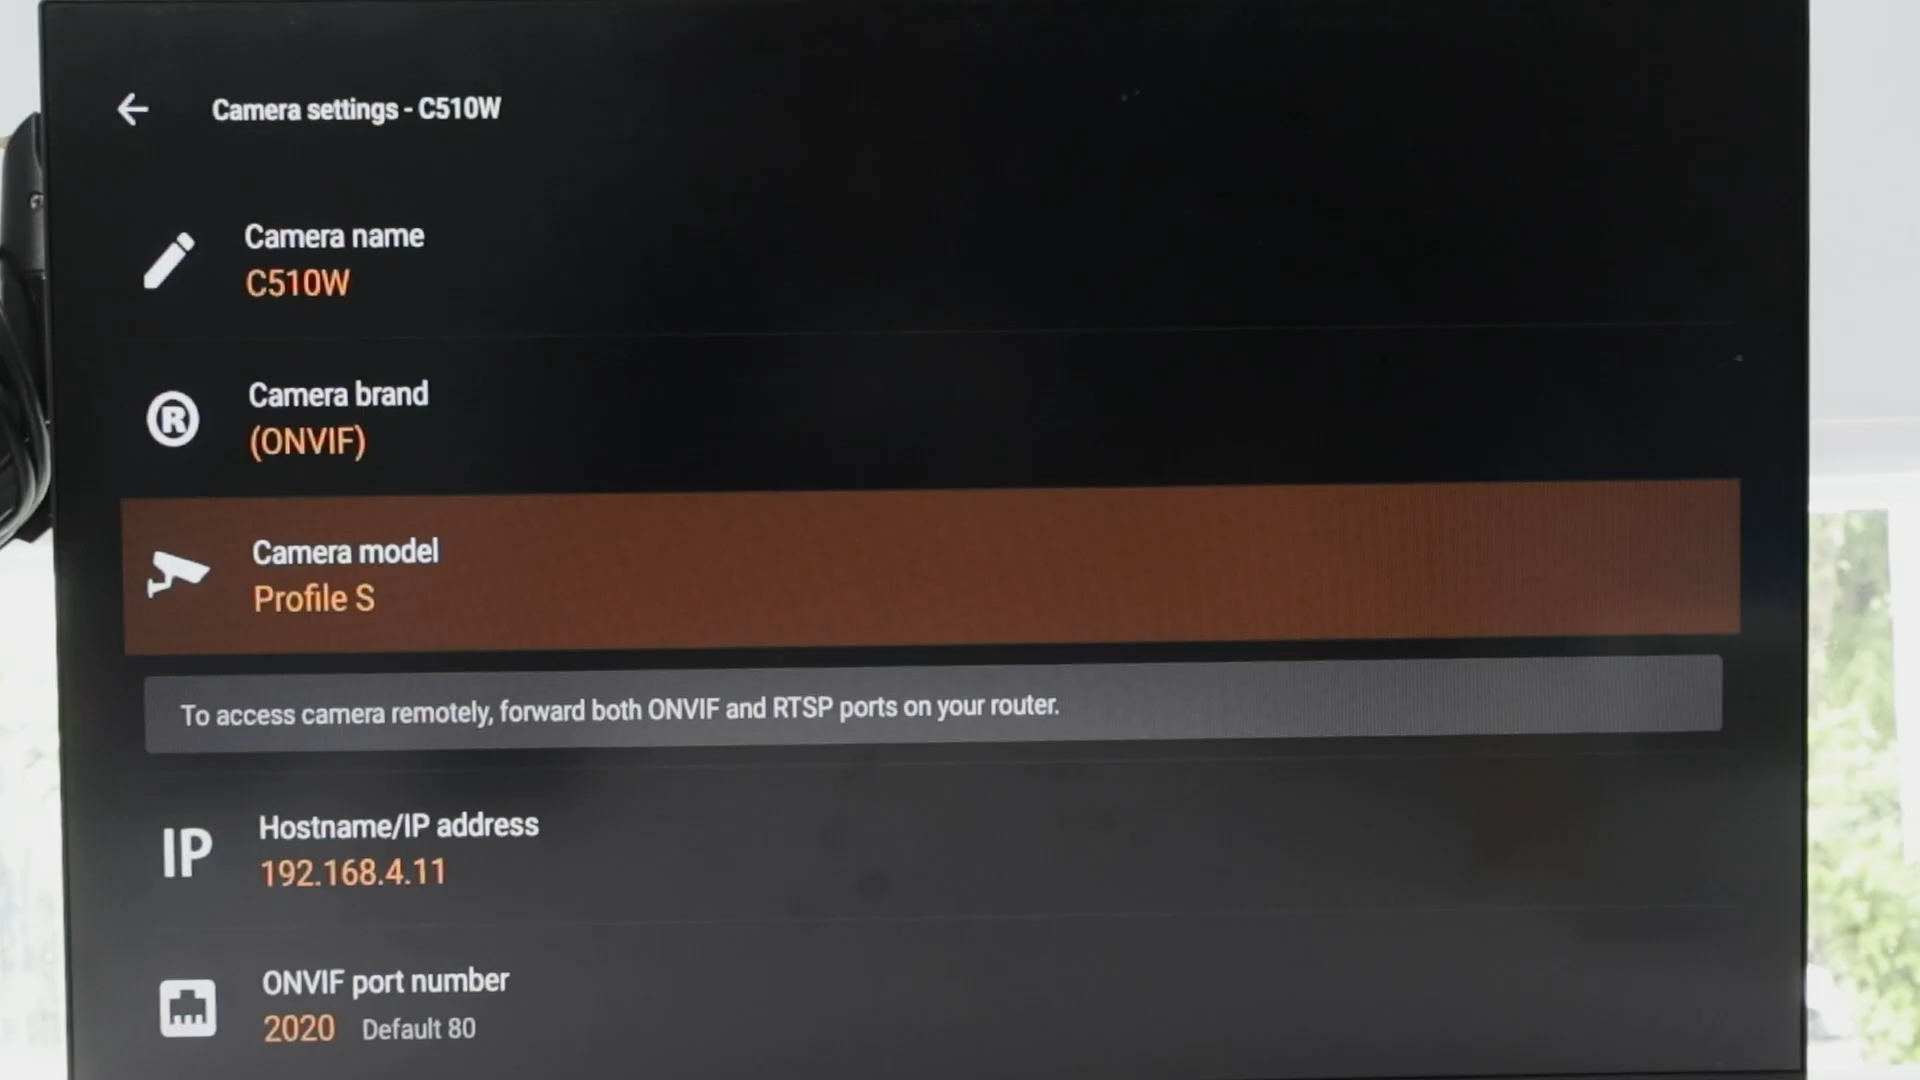 Camera settings - C510W
Camera name
C510W
®
Camera brand
(ONVIF)
Camera model
Profile S
To access camera remotely, forward both ONVIF and RTSP ports on your router.
IP
Hostname/IP address
192.168.4.11
ONVIF port number
2020 Default 80